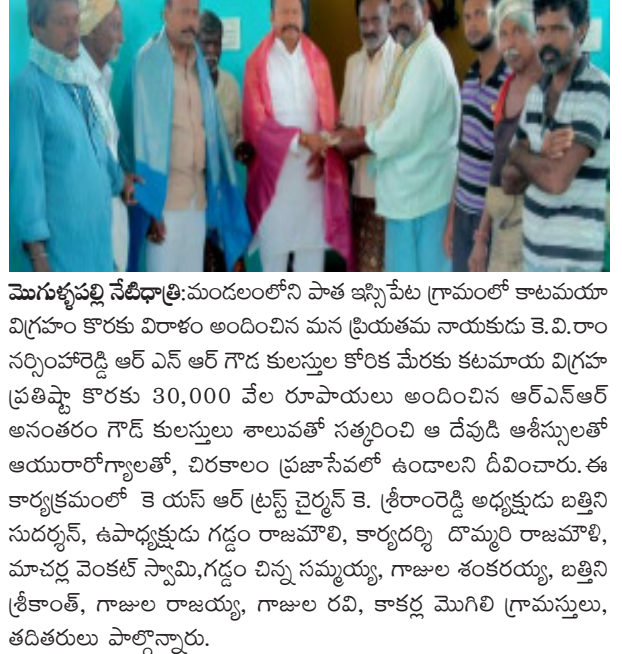 మొగుళ్ళపల్లి నేటిధాత్రి:మండలంలోని పాత ఇస్సిపేట గ్రామంలో కాటమయా
విగ్రహం కొరకు విరాళం అందించిన మన ప్రియతమ నాయకుడు కె.వి.రాం
నర్సింహారెడ్డి ఆర్ ఎన్ ఆర్ గౌడ కులస్తుల కోరిక మేరకు కటమాయ విగ్రహ
ప్రతిష్టా కొరకు 30,000 వేల రూపాయలు అందించిన ఆర్ఎన్ఆర్
అనంతరం గౌడ్ కులస్తులు శాలువతో సత్కరించి ఆ దేవుడి ఆశీస్సులతో
ఆయురారోగ్యాలతో, చిరకాలం ప్రజాసేవలో ఉండాలని దీవించారు.ఈ
కార్యక్రమంలో కె యస్ ఆర్ ట్రస్ట్ చైర్మన్ కె. శ్రీరాంరెడ్డి అధ్యక్షుడు బత్తిని
సుదర్శన్, ఉపాధ్యక్షుడు గడ్డం రాజమౌలి, కార్యదర్శి దొమ్మరి రాజమౌళి,
మాచర్ల వెంకట్ స్వామి,గడ్డం చిన్న సమ్మయ్య, గాజుల శంకరయ్య, బత్తిని
శ్రీకాంత్, గాజుల రాజయ్య, గాజుల రవి, కాకర్ల మొగిలి గ్రామస్తులు,
తదితరులు పాల్గొన్నారు.